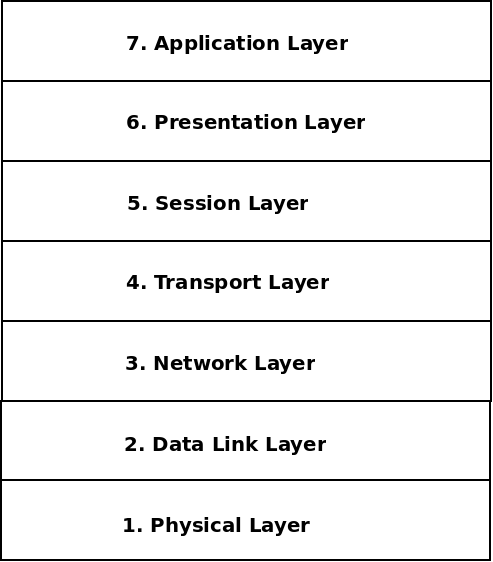 7. Application Layer
6. Presentation Layer
5. Session Layer
4. Transport Layer
3. Network Layer
2. Data Link Layer
1. Physical Layer